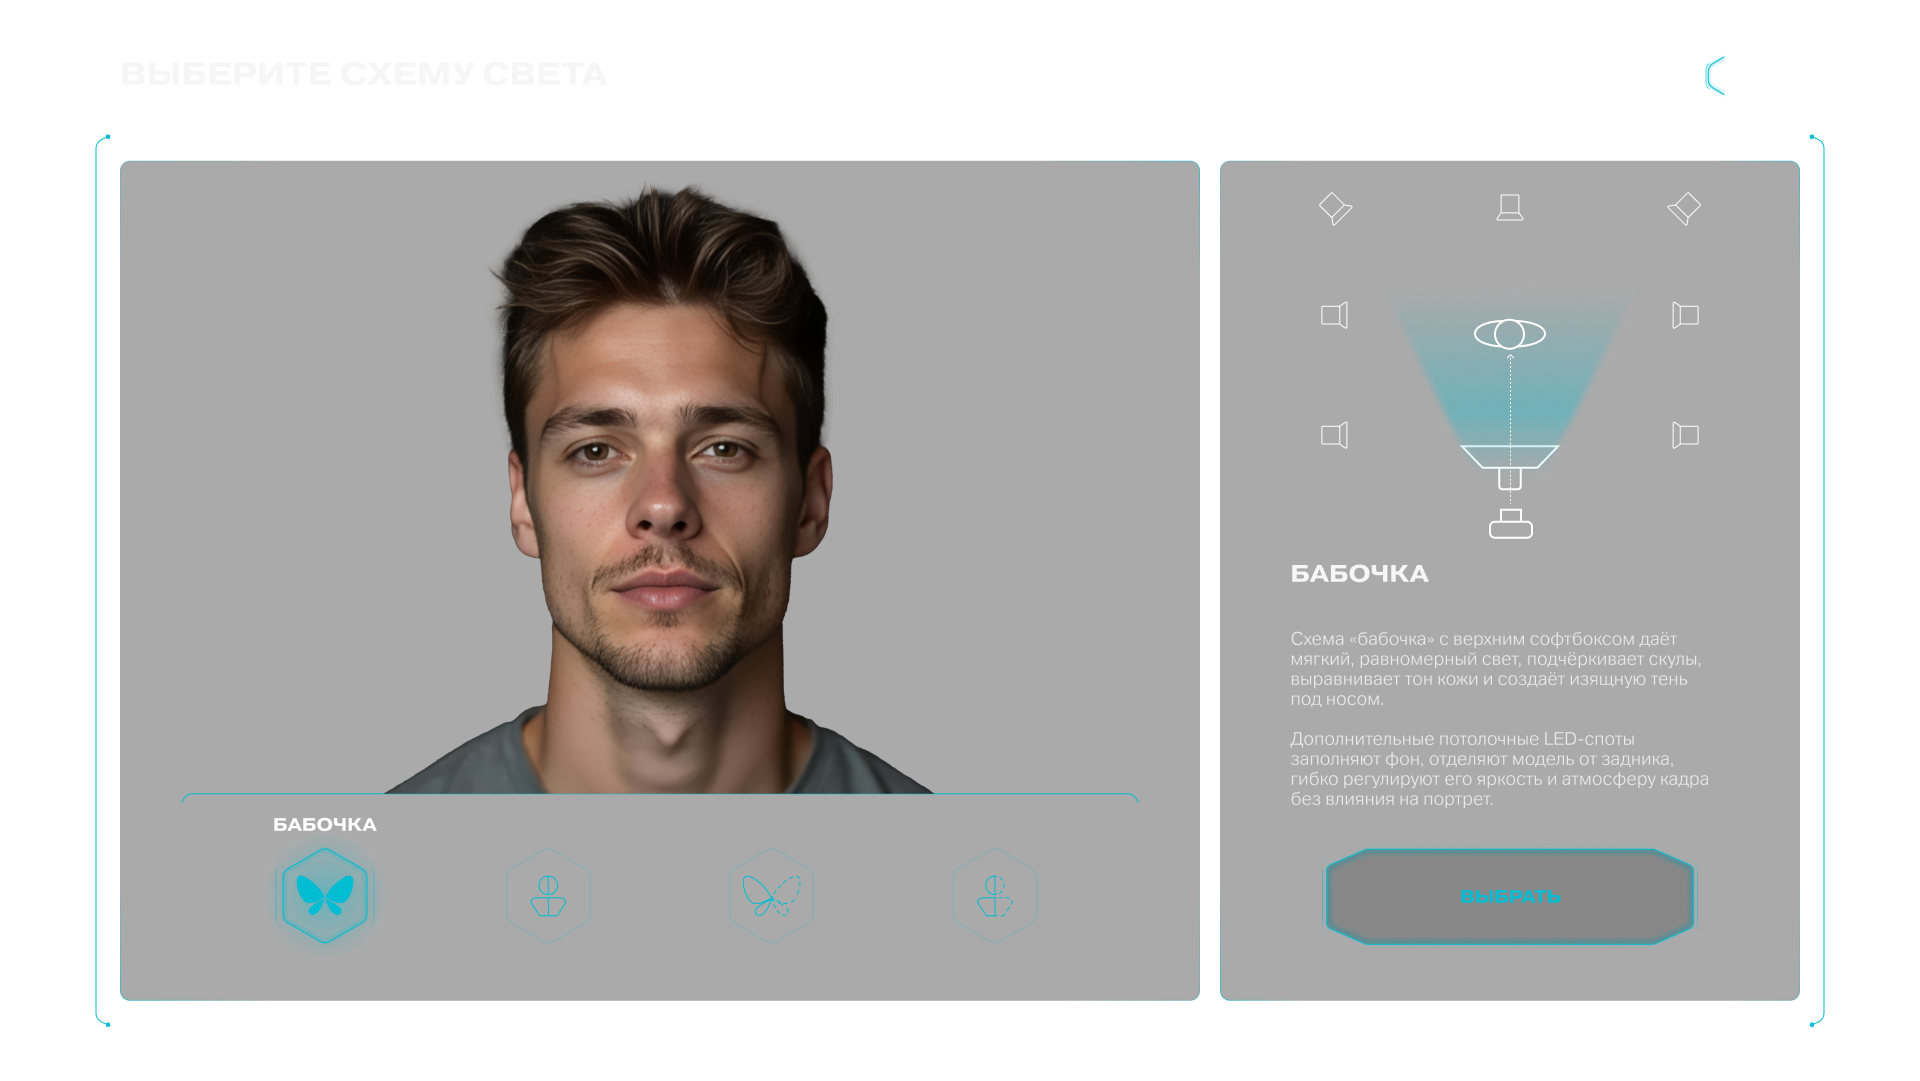 ВЫБЕРИТЕ СХЕМУ СВЕТА
БАБОЧКА
Схема «бабочка» с верхним софтбоксом даёт
мягкий, равномерный свет, подчёркивает скулы,
выравнивает тон кожи и создаёт изящную тень
под носом.
Дополнительные потолочные LED-споты
заполняют фон, отделяют модель от задника,
гибко регулируют его яркость и атмосферу кадра
без влияния на портрет.
БАБОЧКА
ВЫБРАТЬ